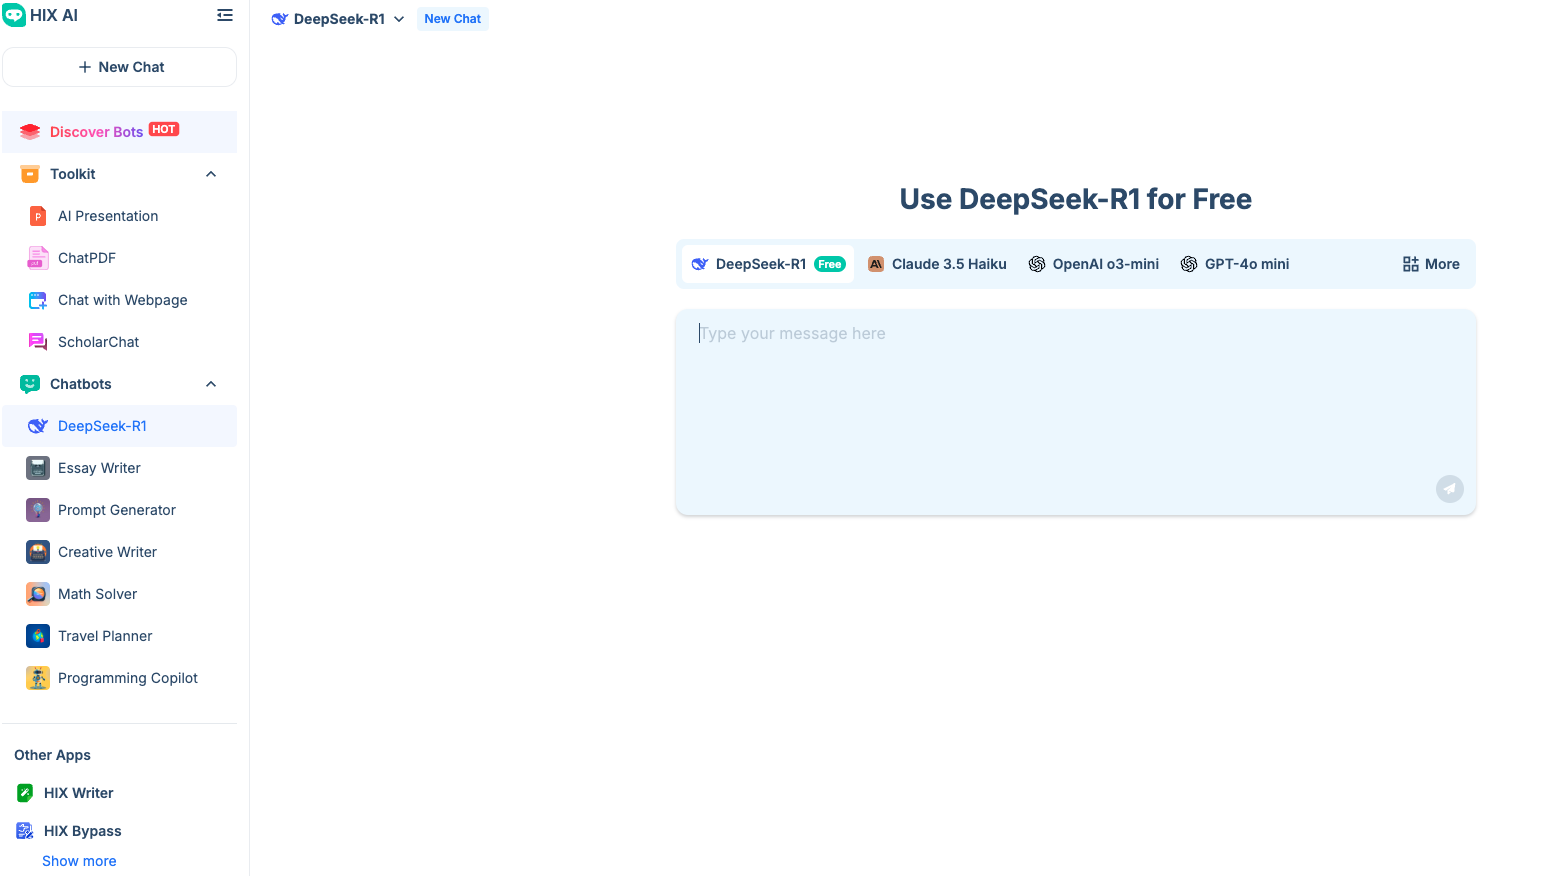 HIX AI
New Chat
Discover Bots HOT
Toolkit
AI Presentation
ChatPDF
Chat with Webpage
ScholarChat
Chatbots
DeepSeek-R1
Essay Writer
Prompt Generator
Creative Writer
Math Solver
Travel Planner
Programming Copilot
Other Apps
HIX Writer
HIX Bypass
Show more
DeepSeek-R1 New Chat
Use DeepSeek-R1 for Free
DeepSeek-R1 Free Claude 3.5 Haiku OpenAI o3-mini GPT-4o mini More
Type your message here